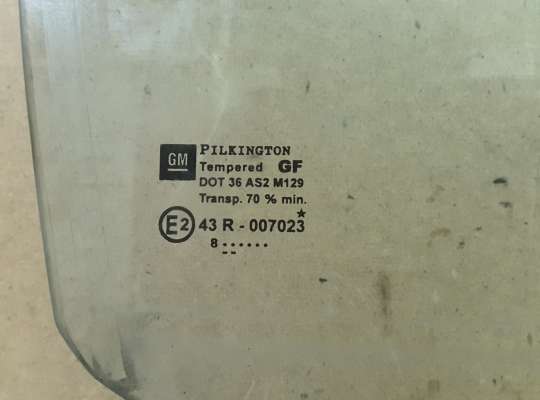 GM
PILKINGTON
Tempered GF
DOT 36 AS2 M129
Transp. 70 % min.
E2 43 R - 007023 ★
8 ......
--